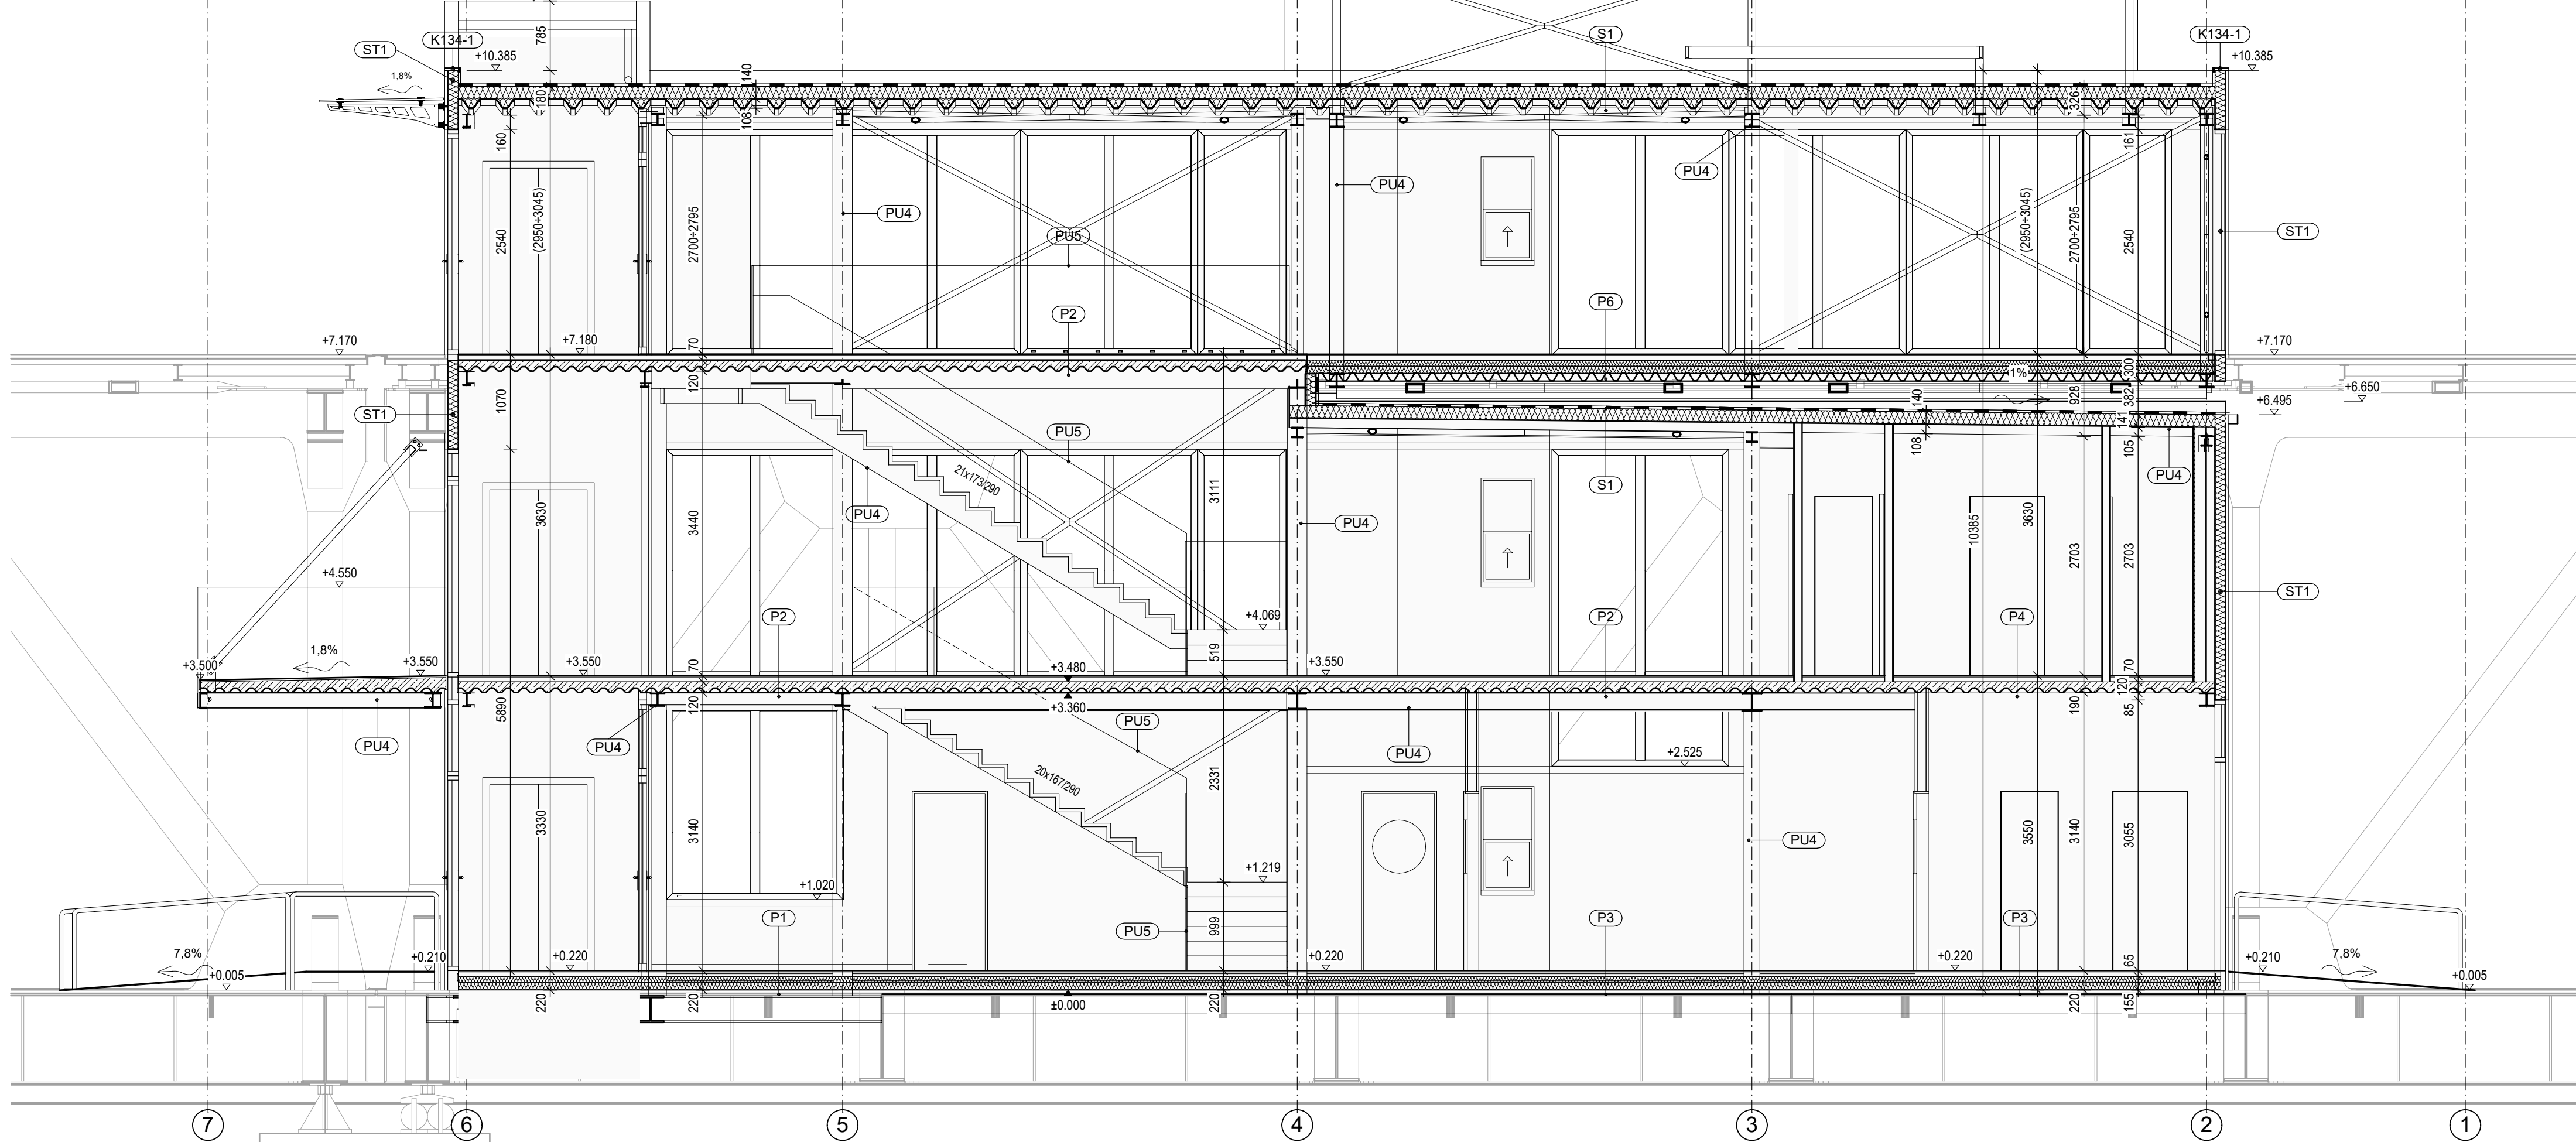 785
K134-1
ST1
+10.385
1,8%
140
180
108
S1
K134-1
+10.385
326
160
161
2540
(2950÷3045)
2700÷2795
PU4
PU5
PU4
PU4
(2950÷3045)
2700÷2795
2540
ST1
P2
P6
+7.170
+7.180
70
+7.170
120
1%
300
928
382
140
+6.650
+6.495
141
1070
ST1
PU5
108
105
PU4
21x173/290
S1
3111
PU4
PU4
3630
3440
10385
3630
2703
2703
+4.550
ST1
P2
+4.069
P2
P4
1,8%
519
+3.500
+3.550
+3.550
70
+3.480
+3.550
70
120
120
+3.360
190
85
5890
PU4
PU4
PU5
PU4
+2.525
20x167/290
2331
3330
3140
PU4
3550
3140
3055
+1.020
+1.219
P1
PU5
999
P3
P3
7,8%
+0.210
+0.005
+0.220
+0.220
+0.220
65
+0.210
7,8%
+0.005
220
220
±0.000
220
220
155
7
6
5
4
3
2
1